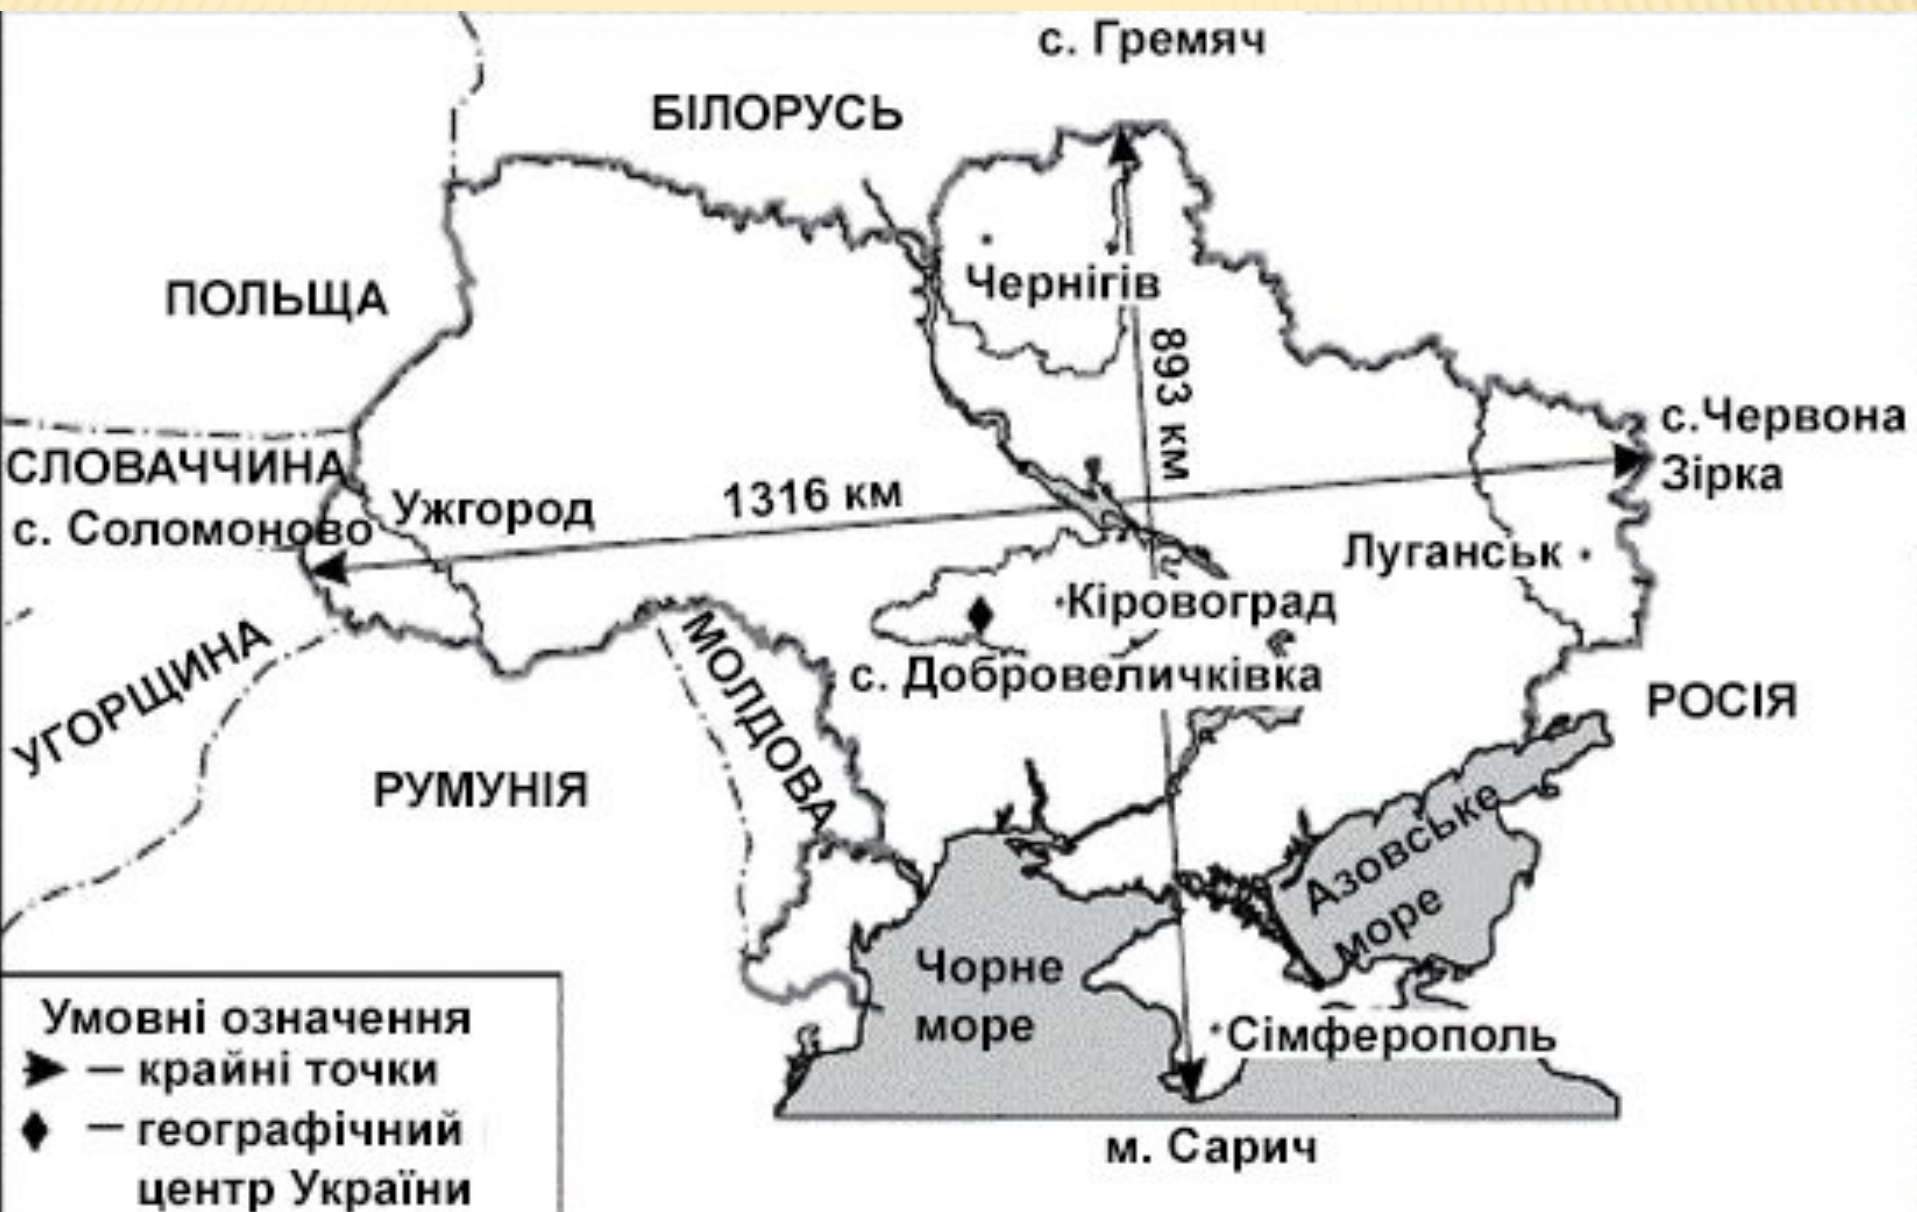 с. Гремяч
БІЛОРУСЬ
Чернігів
ПОЛЬЩА
893 км
с.Червона
Зірка
СЛОВАЧЧИНА
с. Соломоново
Ужгород
1316 км
Луганськ
Кіровоград
с. Добровеличківка
УГОРЩИНА
МОЛДОВА
РОСІЯ
РУМУНІЯ
Азовське
море
Чорне
море
Сімферополь
м. Сарич
Умовні означення
– крайні точки
– географічний
центр України